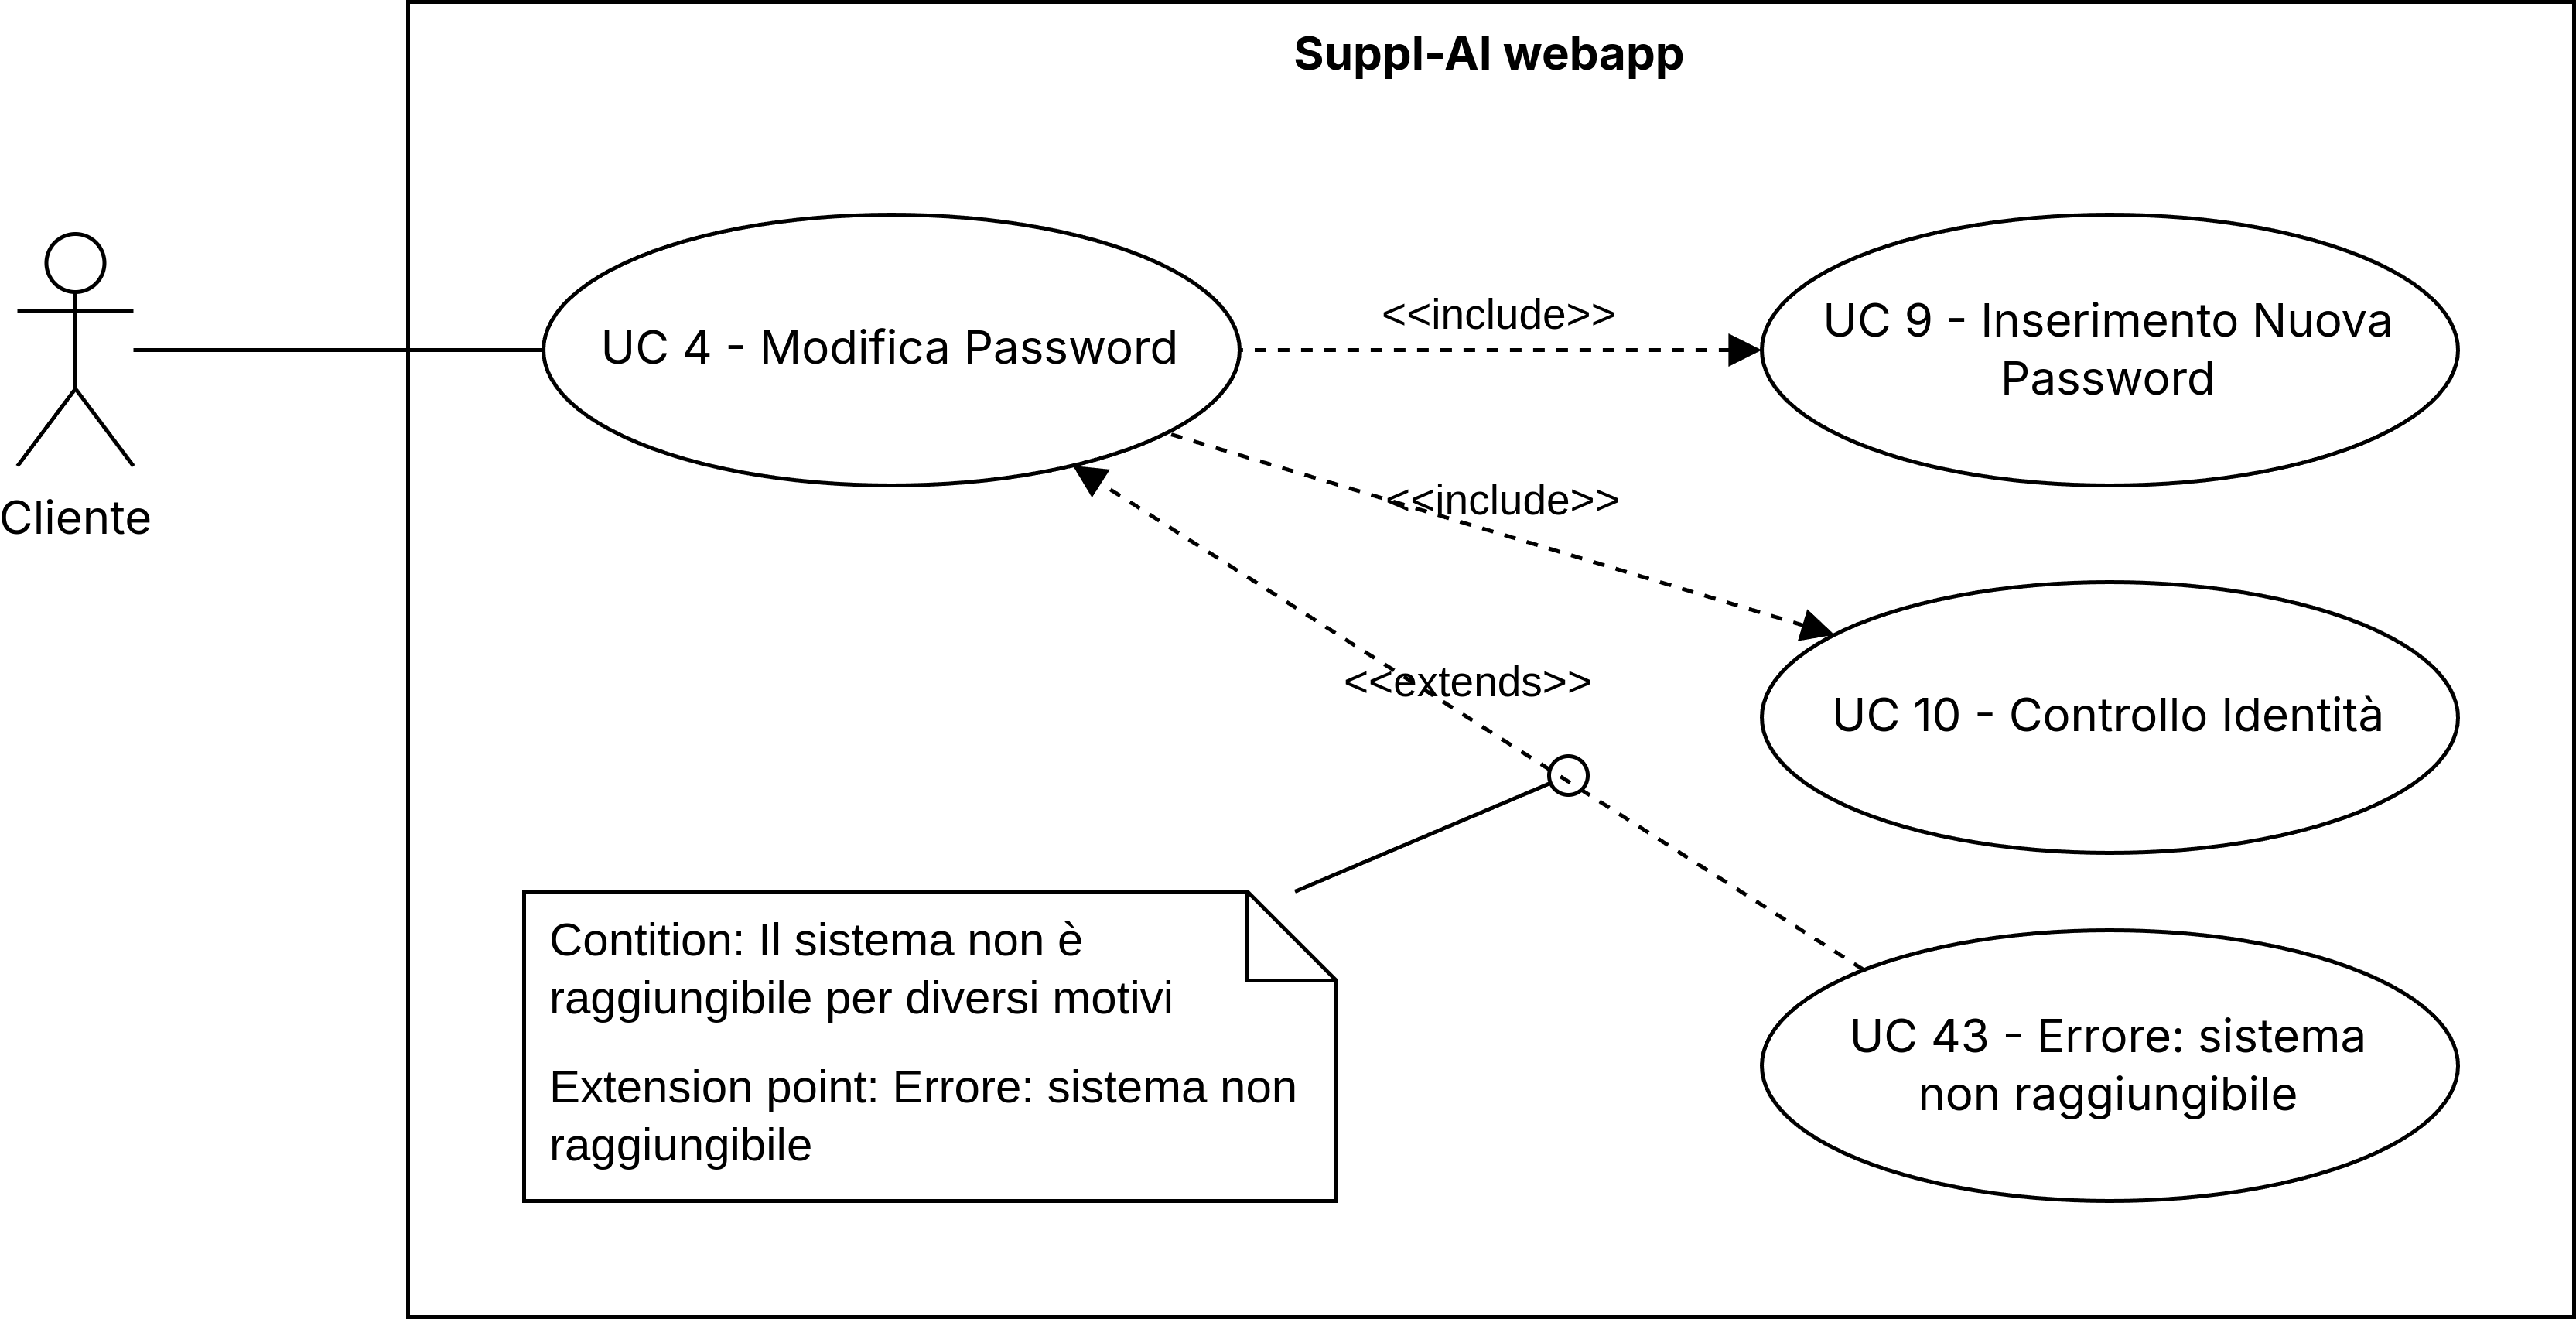 Suppl-AI webapp
Cliente
UC 4 - Modifica Password
<<include>>
UC 9 - Inserimento Nuova
Password
<<include>>
UC 10 - Controllo Identità
<<extends>>
Contition: Il sistema non è
raggiungibile per diversi motivi
Extension point: Errore: sistema non
raggiungibile
UC 43 - Errore: sistema
non raggiungibile